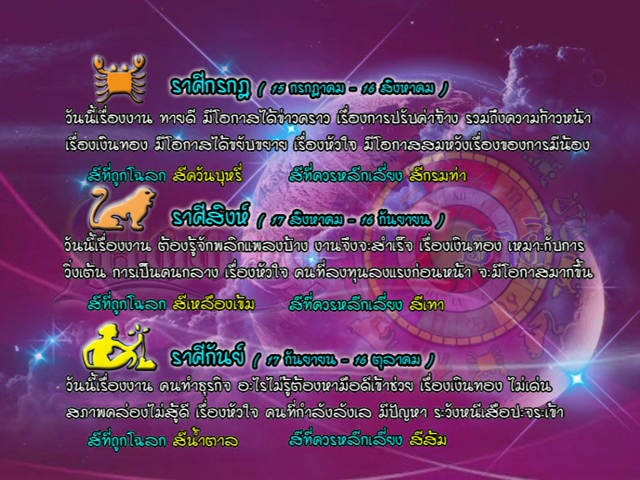 ราศีกรกฎ ( 15 กรกฎาคม - 16 สิงหาคม )
วันนี้เรื่องงาน ทายดี มีโอกาสได้ข่าวคราว เรื่องการปรับค่าจ้าง รวมถึงความก้าวหน้า
เรื่องเงินทอง มีโอกาสได้ขยับขยาย เรื่องหัวใจ มีโอกาสสมหวังเรื่องของการมีน้อง
สีที่ถูกโฉลก สีควันบุหรี่ สีที่ควรหลีกเลี่ยง สีกรมท่า
ราศีสิงห์ ( 17 สิงหาคม - 16 กันยายน )
วันนี้เรื่องงาน ต้องรู้จักพลิกแพลงบ้าง งานจึงจะสำเร็จ เรื่องเงินทอง เหมาะกับการ
วิ่งเต้น การเป็นคนกลาง เรื่องหัวใจ คนที่ลงทุนลงแรงก่อนหน้า จะมีโอกาสมากขึ้น
สีที่ถูกโฉลก สีเหลืองเข้ม สีที่ควรหลีกเลี่ยง สีเทา
ราศีกันย์ ( 17 กันยายน - 16 ตุลาคม )
วันนี้เรื่องงาน คนทำธุรกิจ อะไรไม่รู้ต้องหามือดีเข้าช่วย เรื่องเงินทอง ไม่เด่น
สภาพคล่องไม่สู้ดี เรื่องหัวใจ คนที่กำลังลังเล มีปัญหา ระวังหนีเสือปะจระเข้
สีที่ถูกโฉลก สีน้ำตาล สีที่ควรหลีกเลี่ยง สีส้ม